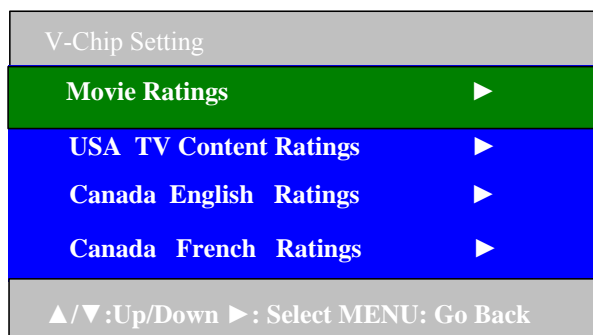 V-Chip Setting
Movie Ratings ►
USA TV Content Ratings ►
Canada English Ratings ►
Canada French Ratings ►
▲/▼:Up/Down ►: Select MENU: Go Back